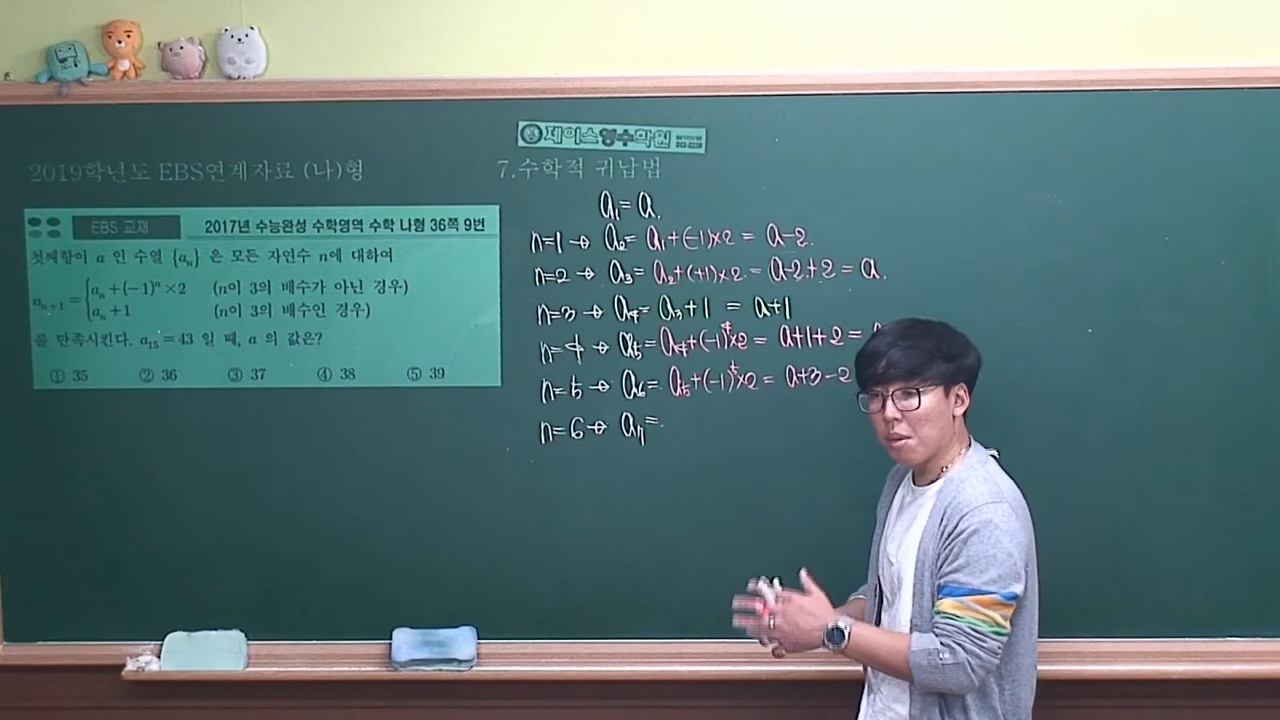 제이스영수학원
2019학년도 EBS연계자료 (나)형
7.수학적 귀납법
EBS 교재
2017년 수능완성 수학영역 수학 나형 36쪽 9번
첫째항이 a 인 수열 {aₙ} 은 모든 자연수 n에 대하여
aₙ₊₁ = { aₙ+(−1)ⁿ×2 (n이 3의 배수가 아닌 경우)
aₙ+1 (n이 3의 배수인 경우)
를 만족시킨다. a₁₅=43 일 때, a 의 값은?
① 35 ② 36 ③ 37 ④ 38 ⑤ 39
a₁=a.
n=1 → a₂= a₁+(-1)×2 = a-2.
n=2 → a₃= a₂+(+1)×2 = a-2+2 = a.
n=3 → a₄= a₃+1 = a+1
n=4 → a₅= a₄+(-1)⁴×2 = a+1+2 =
n=5 → a₆= a₅+(-1)⁵×2 = a+3-2
n=6 → a₇=